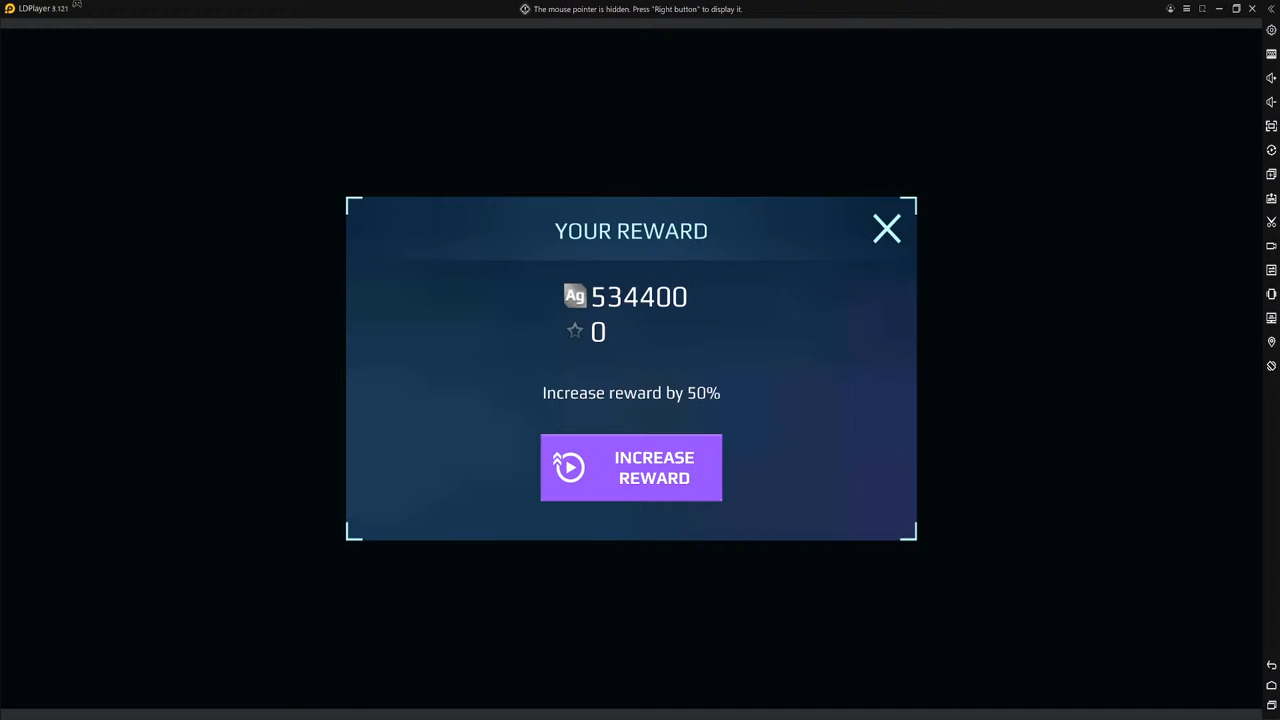 LDPlayer 3.121
The mouse pointer is hidden. Press "Right button" to display it.
YOUR REWARD
Ag 534400
0
Increase reward by 50%
INCREASE
REWARD